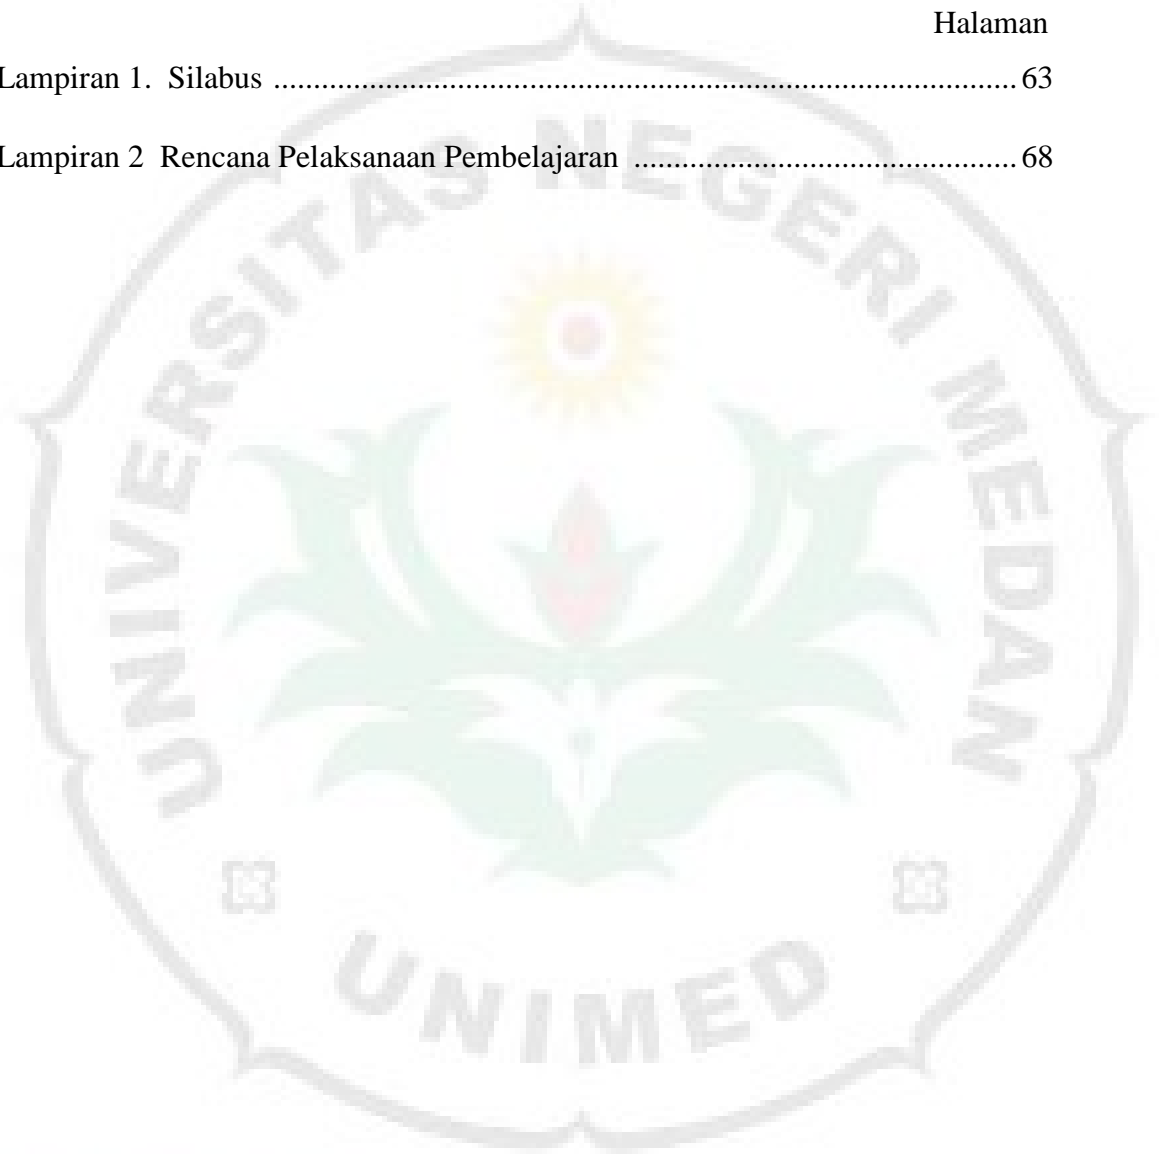 Halaman
Lampiran 1.  Silabus ............................................................................................. 63
Lampiran 2  Rencana Pelaksanaan Pembelajaran ................................................ 68
UNIVERSITAS NEGERI MEDAN
UNIMED